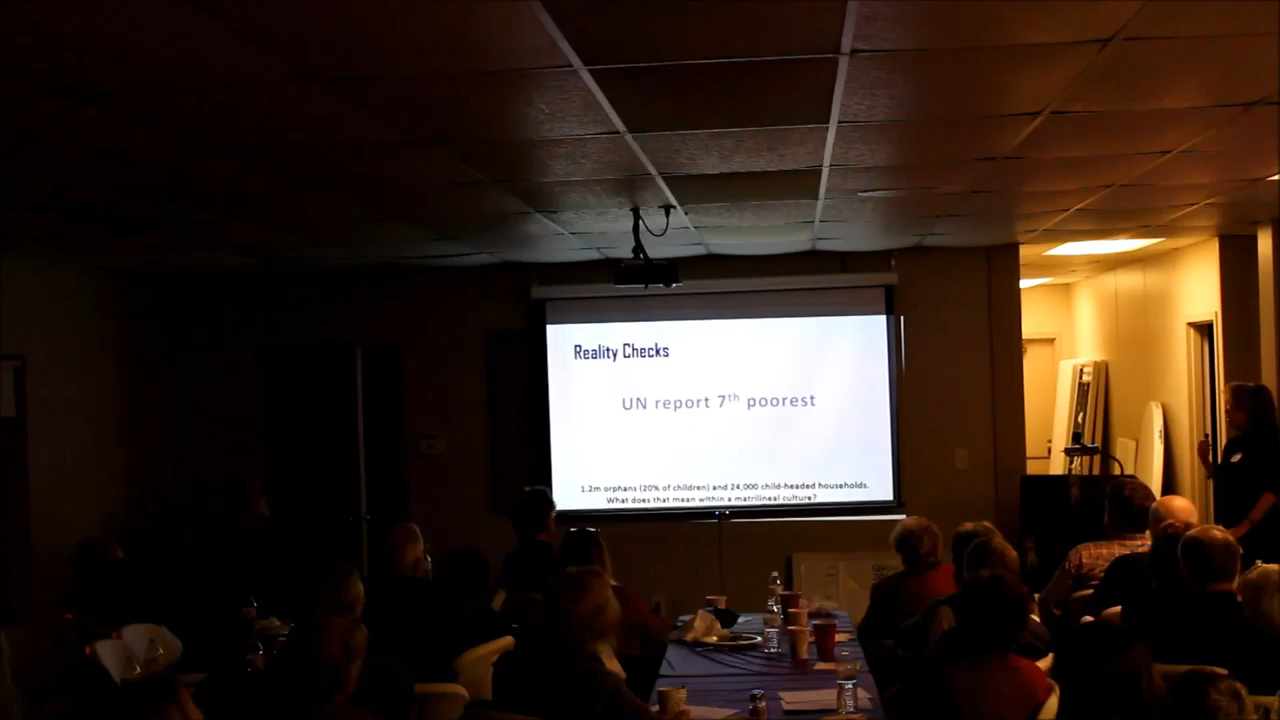 Reality Checks
UN report 7th poorest
1.2m orphans (20% of children) and 24,000 child-headed households.
What does that mean within a matrilineal culture?